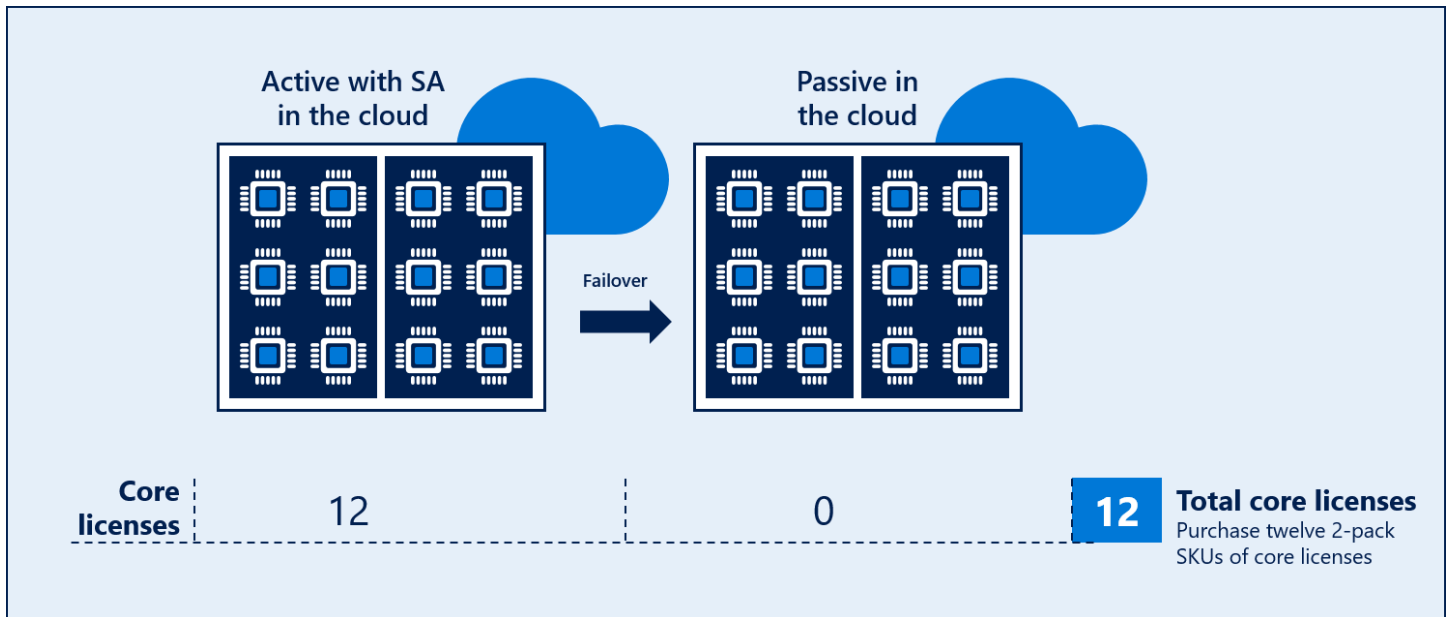 Active with SA
in the cloud
Passive in
the cloud
Failover
Core
licenses
12
0
12
Total core licenses
Purchase twelve 2-pack
SKUs of core licenses